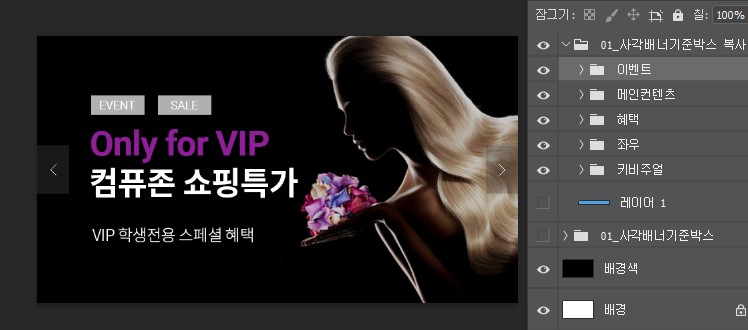 EVENT SALE
Only for VIP
컴퓨존 쇼핑특가
VIP 학생전용 스페셜 혜택
잠그기: 칠: 100%
01_사각배너기준박스 복사
이벤트
메인컨텐츠
혜택
좌우
키비주얼
레이어 1
01_사각배너기준박스
배경색
배경